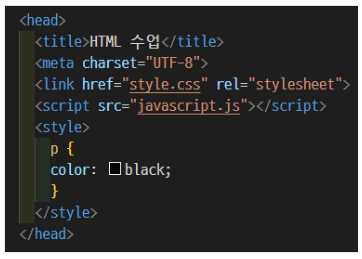 <head>
<title>HTML 수업</title>
<meta charset="UTF-8">
<link href="style.css" rel="stylesheet">
<script src="javascript.js"></script>
<style>
p {
color: black;
}
</style>
</head>